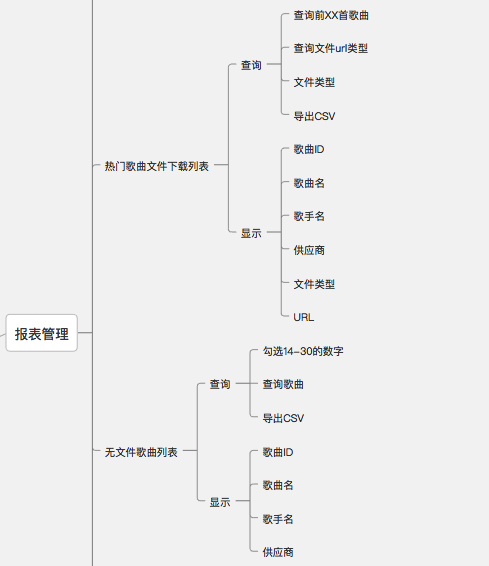 报表管理
热门歌曲文件下载列表
查询
查询前XX首歌曲
查询文件url类型
文件类型
导出CSV
显示
歌曲ID
歌曲名
歌手名
供应商
文件类型
URL
无文件歌曲列表
查询
勾选14-30的数字
查询歌曲
导出CSV
显示
歌曲ID
歌曲名
歌手名
供应商